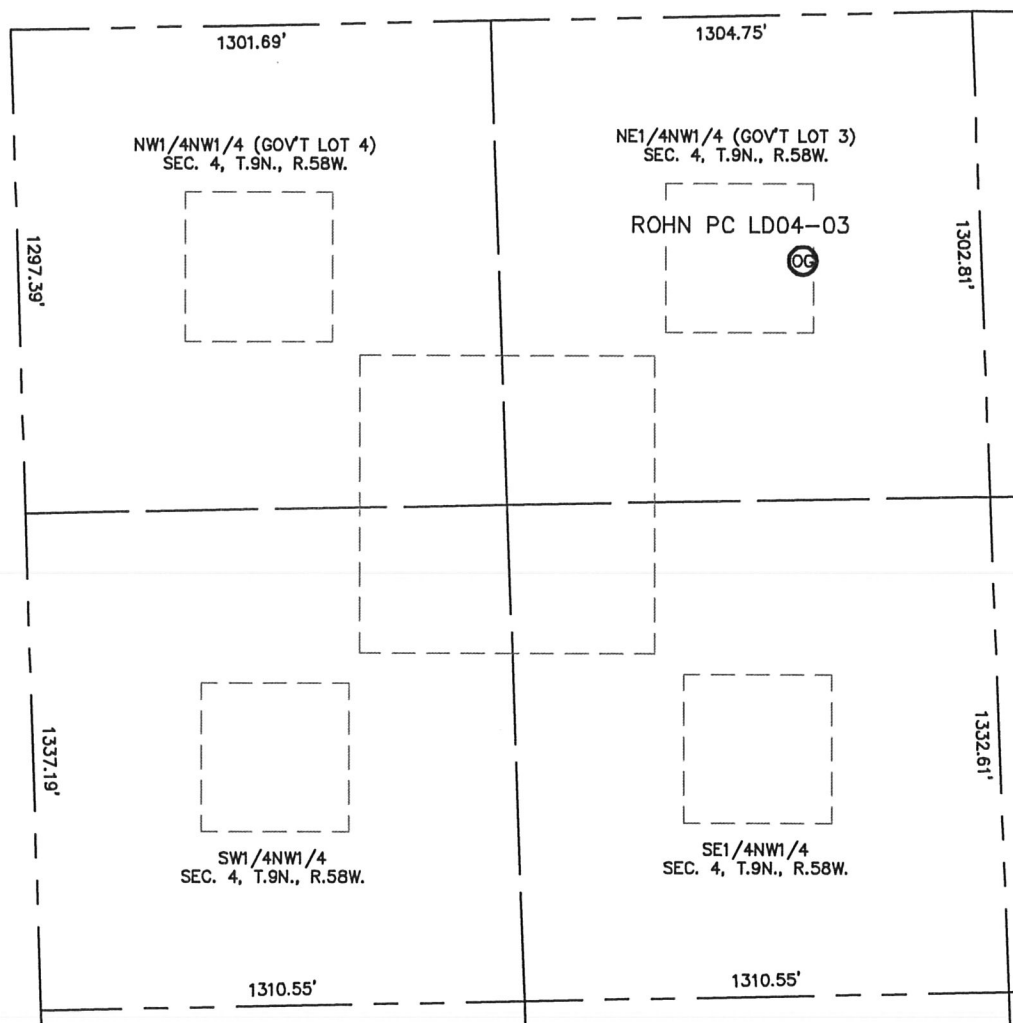 1301.69'
1304.75'
NW1/4NW1/4 (GOV'T LOT 4)
SEC. 4, T.9N., R.58W.
NE1/4NW1/4 (GOV'T LOT 3)
SEC. 4, T.9N., R.58W.
ROHN PC LD04-03
OG
1297.39'
1302.81'
1337.19'
1332.61'
SW1/4NW1/4
SEC. 4, T.9N., R.58W.
SE1/4NW1/4
SEC. 4, T.9N., R.58W.
1310.55'
1310.55'